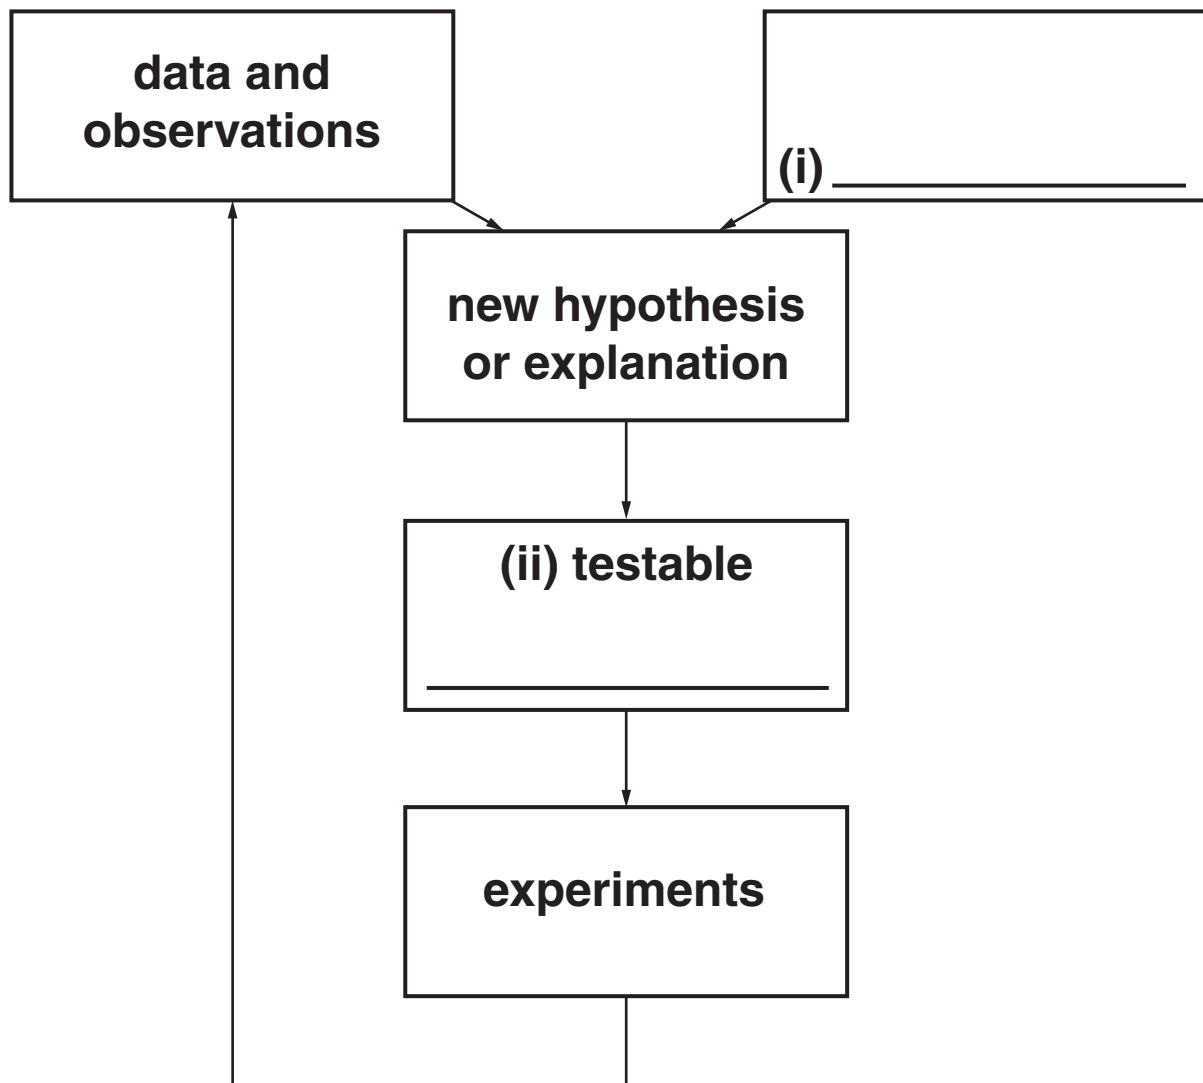 data and
observations
(i)
new hypothesis
or explanation
(ii) testable
experiments